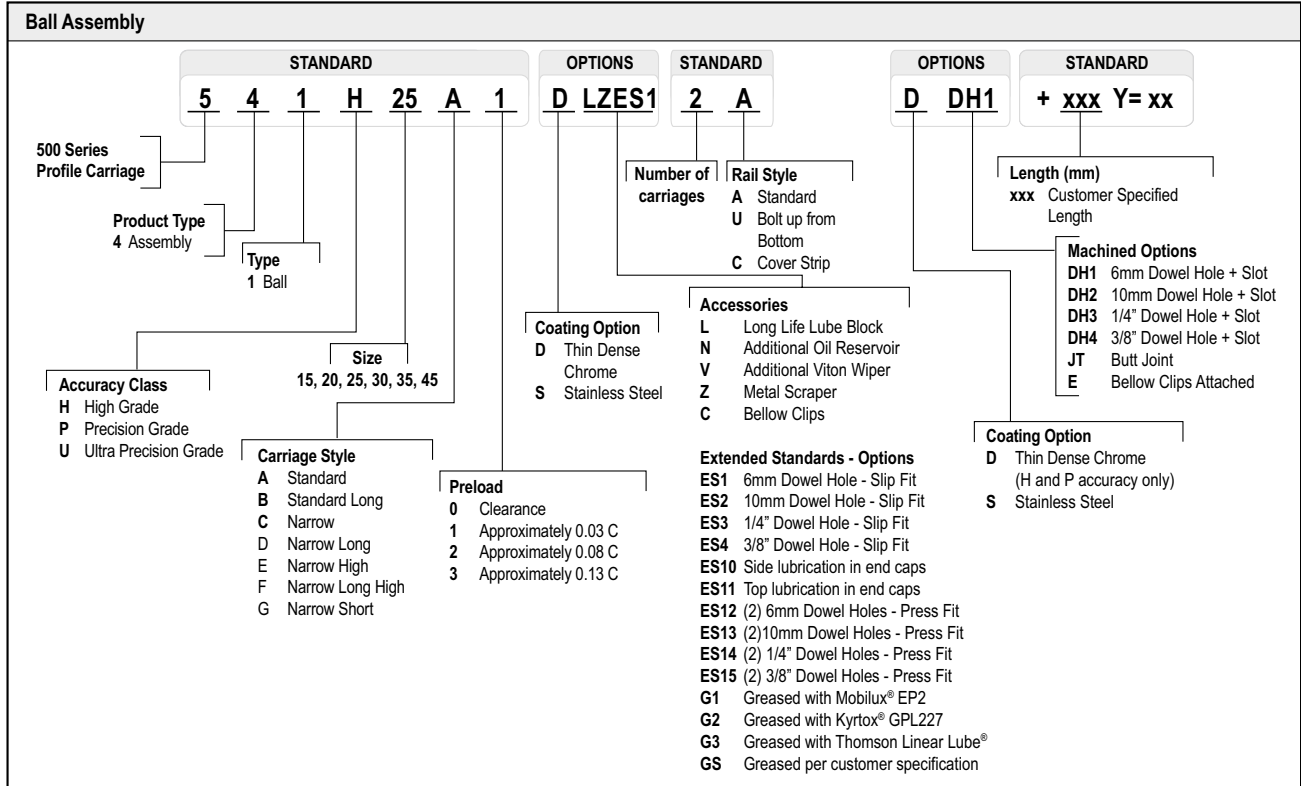 Ball Assembly
STANDARD OPTIONS STANDARD OPTIONS STANDARD
5 4 1 H 25 A 1 D LZES1 2 A D DH1 + xxx Y= xx
500 Series
Profile Carriage
Product Type
4 Assembly
Type
1 Ball
Accuracy Class
H High Grade
P Precision Grade
U Ultra Precision Grade
Size
15, 20, 25, 30, 35, 45
Carriage Style
A Standard
B Standard Long
C Narrow
D Narrow Long
E Narrow High
F Narrow Long High
G Narrow Short
Preload
0 Clearance
1 Approximately 0.03 C
2 Approximately 0.08 C
3 Approximately 0.13 C
Coating Option
D Thin Dense
Chrome
S Stainless Steel
Number of
carriages
Rail Style
A Standard
U Bolt up from
Bottom
C Cover Strip
Accessories
L Long Life Lube Block
N Additional Oil Reservoir
V Additional Viton Wiper
Z Metal Scraper
C Bellow Clips
Extended Standards - Options
ES1 6mm Dowel Hole - Slip Fit
ES2 10mm Dowel Hole - Slip Fit
ES3 1/4” Dowel Hole - Slip Fit
ES4 3/8” Dowel Hole - Slip Fit
ES10 Side lubrication in end caps
ES11 Top lubrication in end caps
ES12 (2) 6mm Dowel Holes - Press Fit
ES13 (2)10mm Dowel Holes - Press Fit
ES14 (2) 1/4” Dowel Holes - Press Fit
ES15 (2) 3/8” Dowel Holes - Press Fit
G1 Greased with Mobilux® EP2
G2 Greased with Kyrtox® GPL227
G3 Greased with Thomson Linear Lube®
GS Greased per customer specification
Length (mm)
xxx Customer Specified
Length
Machined Options
DH1 6mm Dowel Hole + Slot
DH2 10mm Dowel Hole + Slot
DH3 1/4” Dowel Hole + Slot
DH4 3/8” Dowel Hole + Slot
JT Butt Joint
E Bellow Clips Attached
Coating Option
D Thin Dense Chrome
(H and P accuracy only)
S Stainless Steel